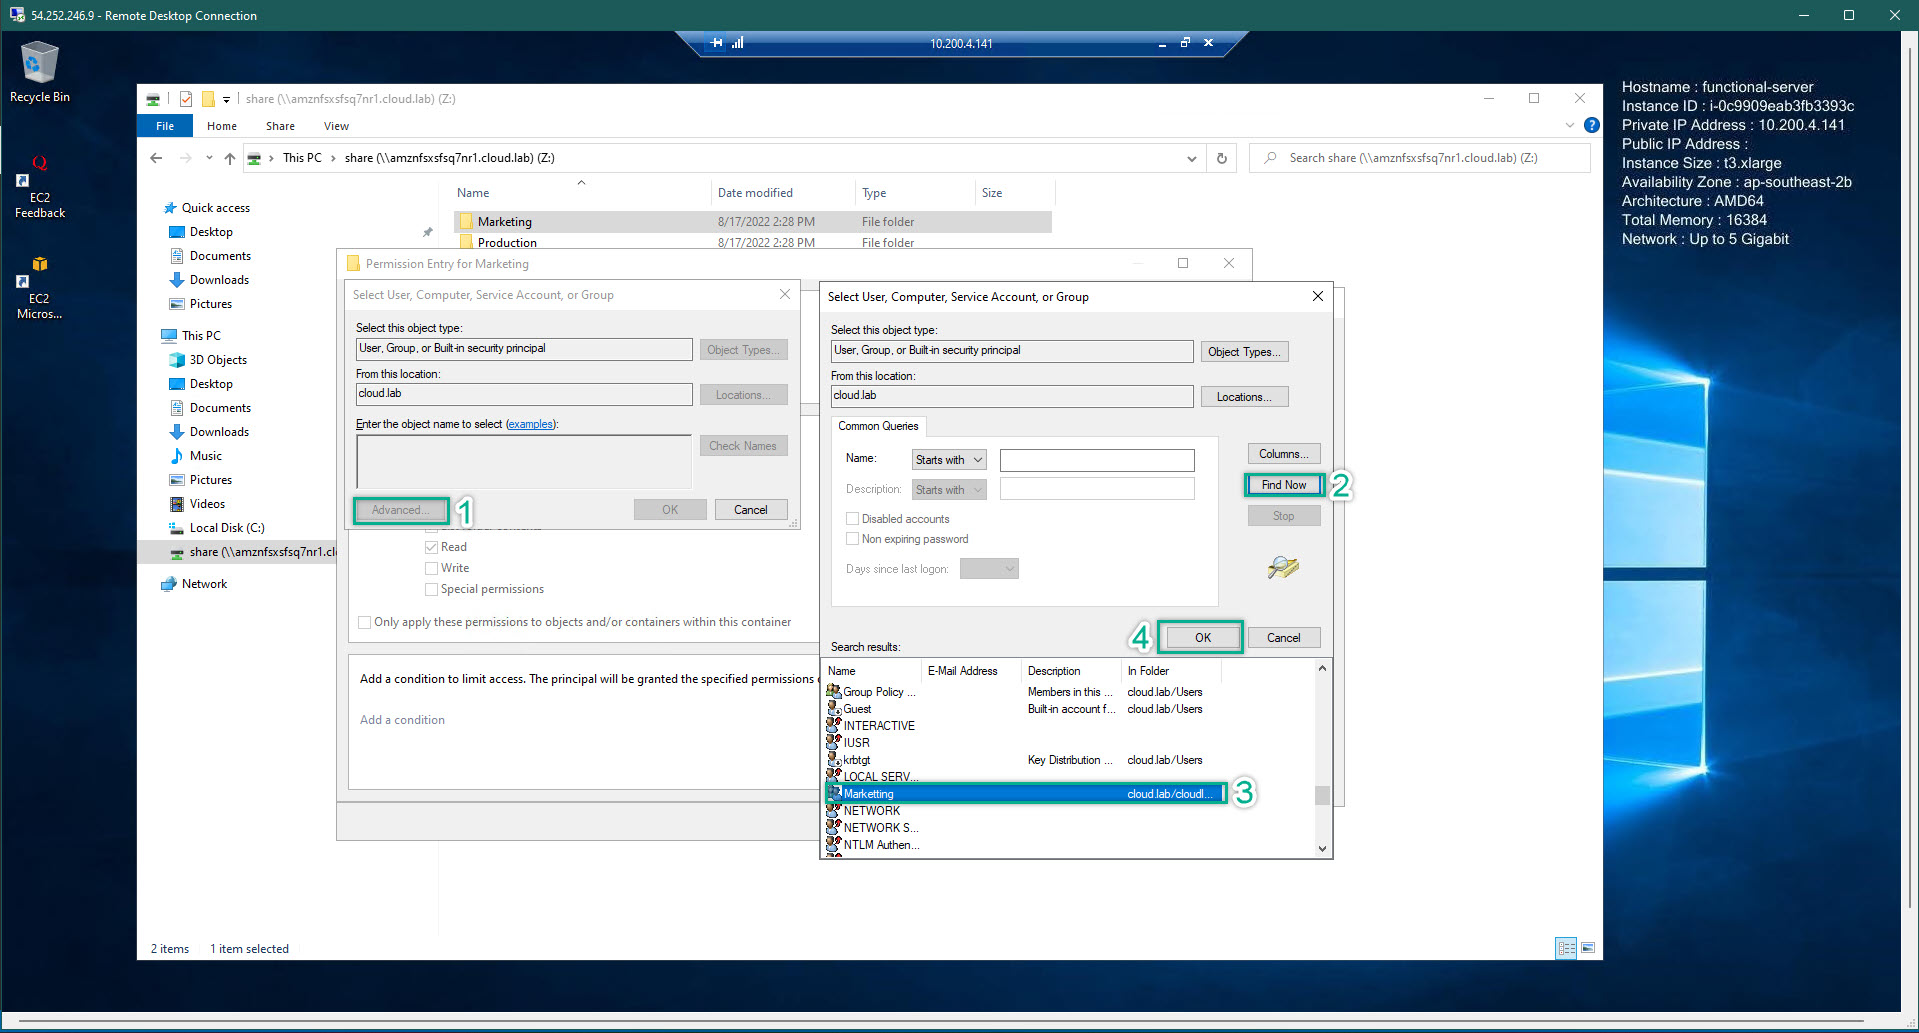 54.252.246.9 - Remote Desktop Connection
10.200.4.141
Recycle Bin
EC2
Feedback
EC2
Micros...
Hostname : functional-server
Instance ID : i-0c9909eab3fb3393c
Private IP Address : 10.200.4.141
Public IP Address :
Instance Size : t3.xlarge
Availability Zone : ap-southeast-2b
Architecture : AMD64
Total Memory : 16384
Network : Up to 5 Gigabit
share (\\amznfsxsfsq7nr1.cloud.lab) (Z:)
File Home Share View
This PC > share (\\amznfsxsfsq7nr1.cloud.lab) (Z:)
Search share (\\amznfsxsfsq7nr1.cloud.lab) (Z:)
Name Date modified Type Size
Marketing 8/17/2022 2:28 PM File folder
Production 8/17/2022 2:28 PM File folder
Quick access
Desktop
Documents
Downloads
Pictures
This PC
3D Objects
Desktop
Documents
Downloads
Music
Pictures
Videos
Local Disk (C:)
share (\\amznfsxsfsq7nr1.cl
Network
2 items 1 item selected
Permission Entry for Marketing
Select User, Computer, Service Account, or Group
Select this object type:
User, Group, or Built-in security principal
Object Types...
From this location:
cloud.lab
Locations...
Enter the object name to select (examples):
Check Names
Advanced... 1
OK
Cancel
Read
Write
Special permissions
Only apply these permissions to objects and/or containers within this container
Add a condition to limit access. The principal will be granted the specified permissions
Add a condition
Select User, Computer, Service Account, or Group
Select this object type:
User, Group, or Built-in security principal
Object Types...
From this location:
cloud.lab
Locations...
Common Queries
Name: Starts with
Description: Starts with
Disabled accounts
Non expiring password
Days since last logon:
Columns...
Find Now 2
Stop
4 OK
Cancel
Search results:
Name E-Mail Address Description In Folder
Group Policy ... Members in this ... cloud.lab/Users
Guest Built-in account f... cloud.lab/Users
INTERACTIVE
IUSR
krbtgt Key Distribution ... cloud.lab/Users
LOCAL SERV...
Marketting cloud.lab/cloudl... 3
NETWORK
NETWORK S...
NTLM Authen...